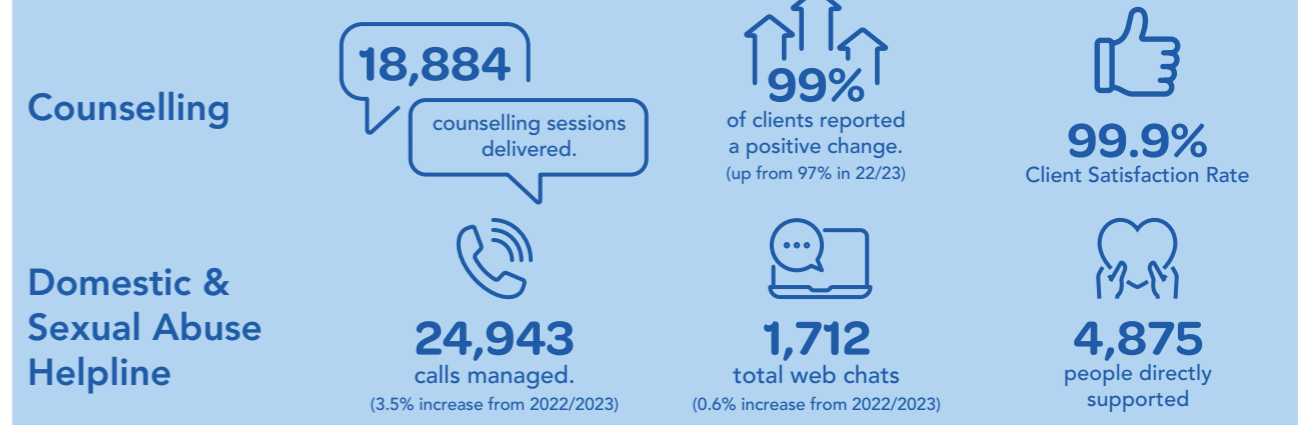 Counselling
18,884
counselling sessions
delivered.
99%
of clients reported
a positive change.
(up from 97% in 22/23)
99.9%
Client Satisfaction Rate
Domestic &
Sexual Abuse
Helpline
24,943
calls managed.
(3.5% increase from 2022/2023)
1,712
total web chats
(0.6% increase from 2022/2023)
4,875
people directly
supported